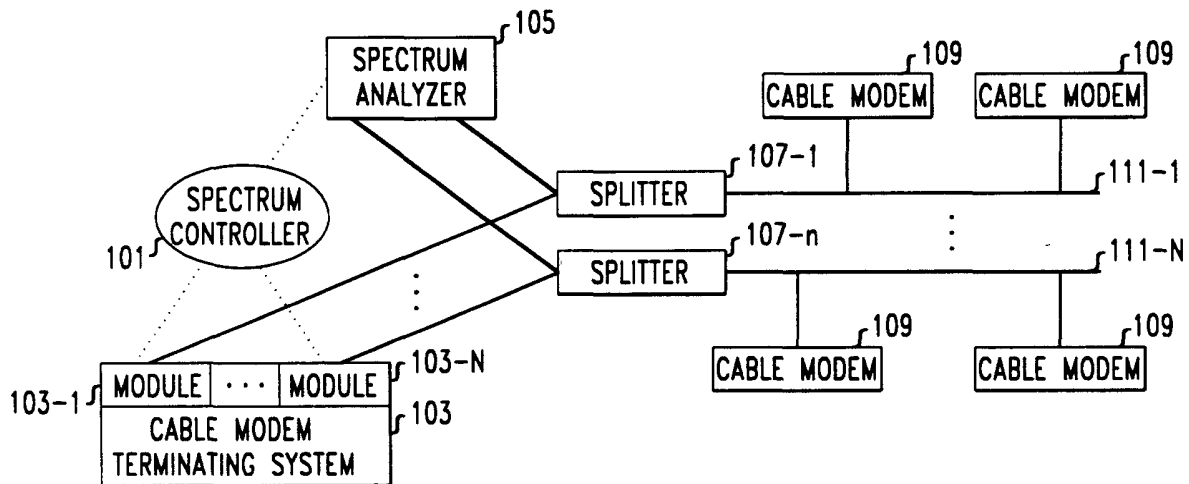 105
SPECTRUM
ANALYZER
109
CABLE MODEM
109
CABLE MODEM
107-1
SPLITTER
111-1
SPECTRUM
CONTROLLER
101
107-n
SPLITTER
111-N
109
CABLE MODEM
109
CABLE MODEM
103-1
MODULE
...
MODULE
103-N
103
CABLE MODEM
TERMINATING SYSTEM